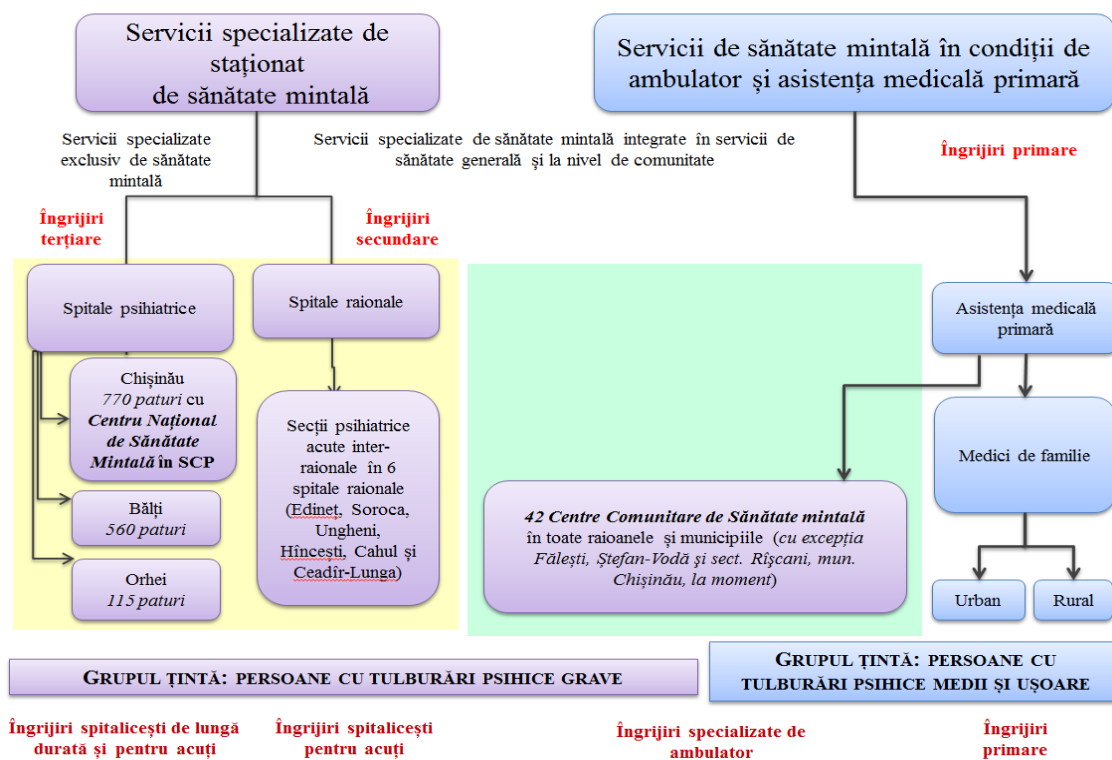 Servicii specializate de
staționat
de sănătate mintală
Servicii de sănătate mintală în condiții de
ambulator și asistența medicală primară
Servicii specializate
exclusiv de sănătate
mintală
Servicii specializate de sănătate mintală integrate în servicii de
sănătate generală și la nivel de comunitate
Îngrijiri primare
Îngrijiri
terțiare
Îngrijiri
secundare
Spitale psihiatrice
Spitale raionale
Asistența medicală
primară
Chișinău
770 paturi cu
Centru Național
de Sănătate
Mintală în SCP
Bălți
560 paturi
Orhei
115 paturi
Secții psihiatrice
acute inter-
raionale în 6
spitale raionale
(Edineț, Soroca,
Ungheni,
Hîncești, Cahul și
Ceadîr-Lunga)
42 Centre Comunitare de Sănătate mintală
în toate raioanele și municipiile (cu excepția
Fălești, Ștefan-Vodă și sect. Rîșcani, mun.
Chișinău, la moment)
Medici de familie
Urban
Rural
GRUPUL ȚINTĂ: PERSOANE CU TULBURĂRI PSIHICE GRAVE
GRUPUL ȚINTĂ: PERSOANE CU
TULBURĂRI PSIHICE MEDII ȘI UȘOARE
Îngrijiri spitalicești de lungă
durată și pentru acuți
Îngrijiri spitalicești
pentru acuți
Îngrijiri specializate de
ambulator
Îngrijiri
primare